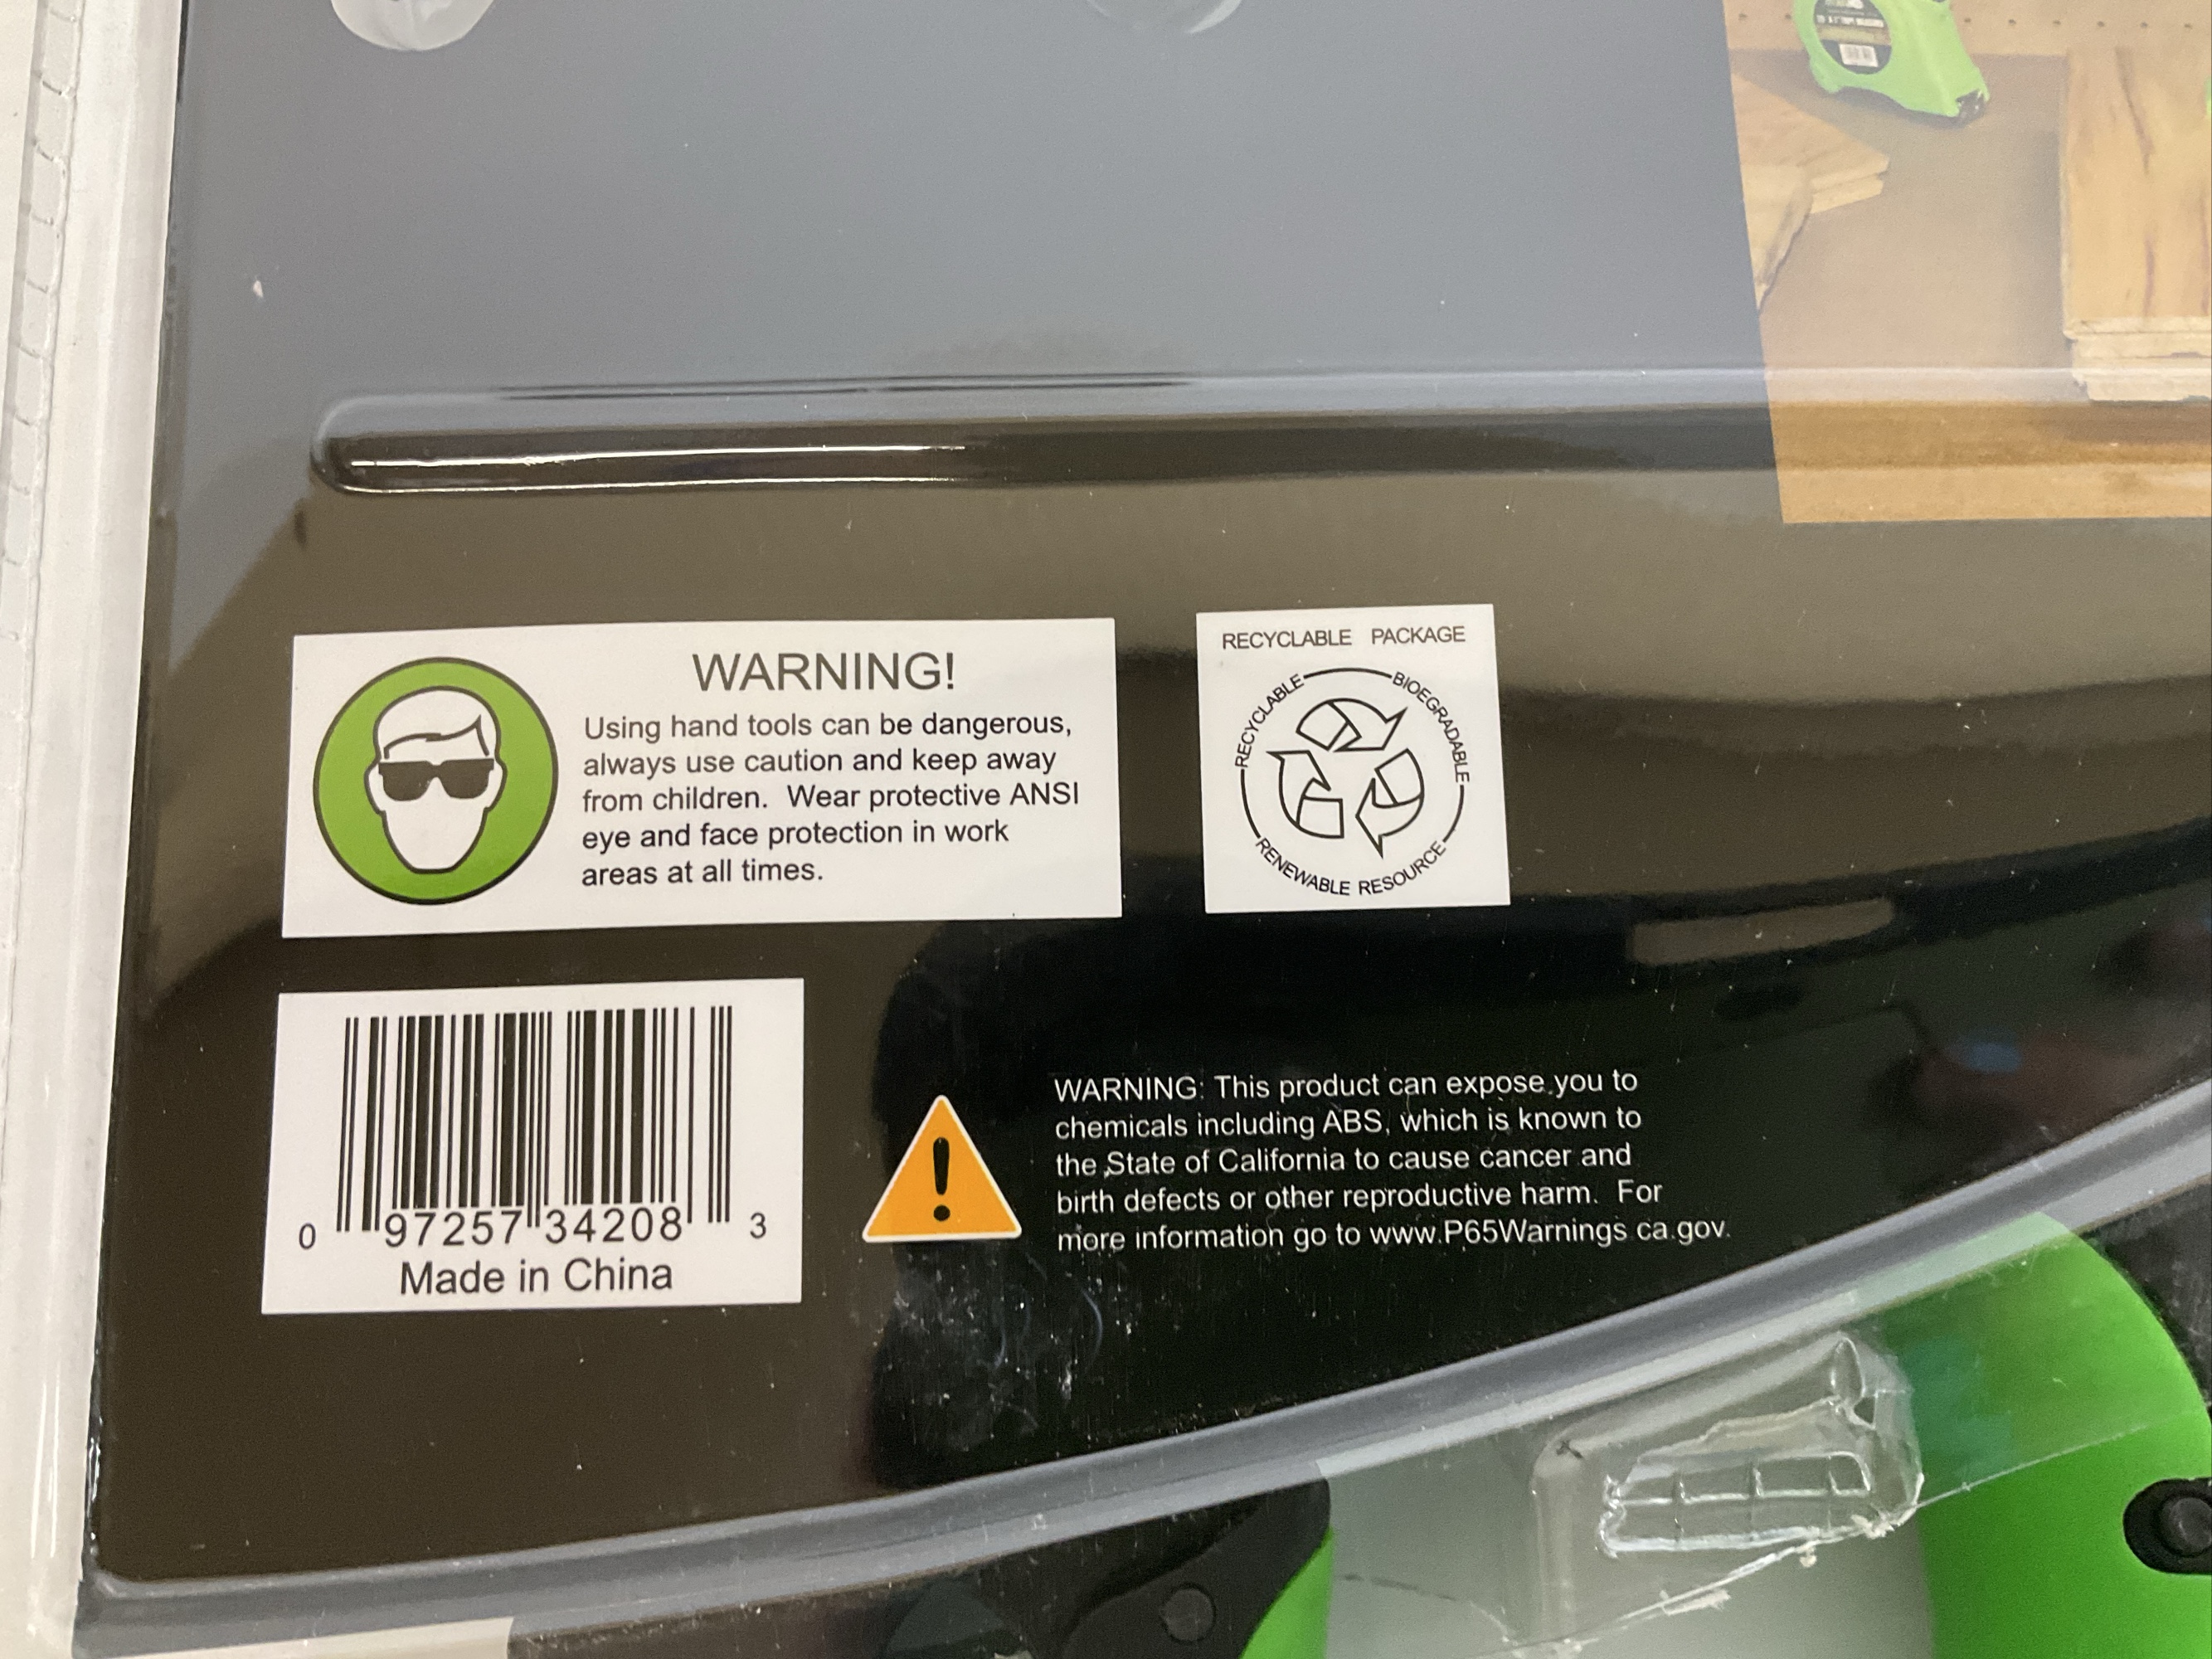 WARNING!
Using hand tools can be dangerous,
always use caution and keep away
from children. Wear protective ANSI
eye and face protection in work
areas at all times.
RECYCLABLE PACKAGE
RECYCLABLE
BIOEGRADABLE
RENEWABLE RESOURCE
0 97257 34208 3
Made in China
WARNING: This product can expose you to
chemicals including ABS, which is known to
the State of California to cause cancer and
birth defects or other reproductive harm. For
more information go to www.P65Warnings.ca.gov.